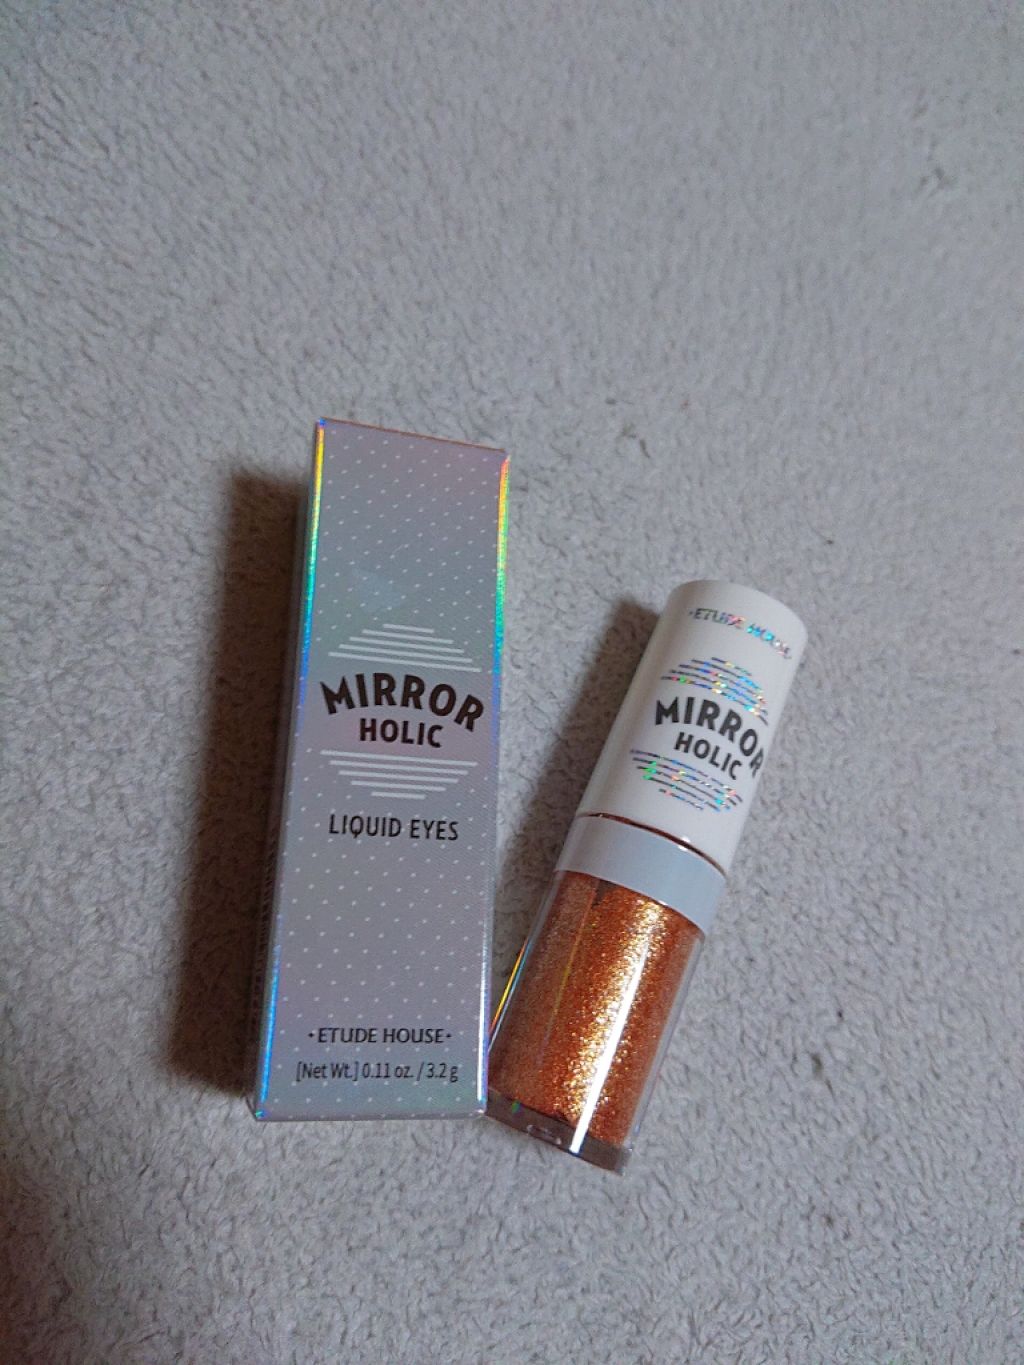 MIRROR
HOLIC
LIQUID EYES
·ETUDE HOUSE·
[Net Wt.] 0.11 oz. / 3.2 g
·ETUDE HOUSE·
MIRROR
HOLIC